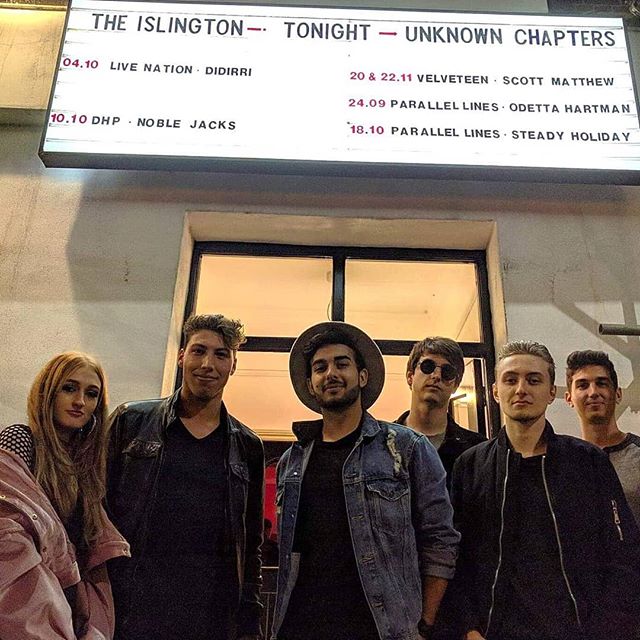 THE ISLINGTON → TONIGHT → UNKNOWN CHAPTERS
04.10 LIVE NATION · DIDIRRI
10.10 DHP · NOBLE JACKS
20 & 22.11 VELVETEEN · SCOTT MATTHEW
24.09 PARALLEL LINES · ODETTA HARTMAN
18.10 PARALLEL LINES · STEADY HOLIDAY